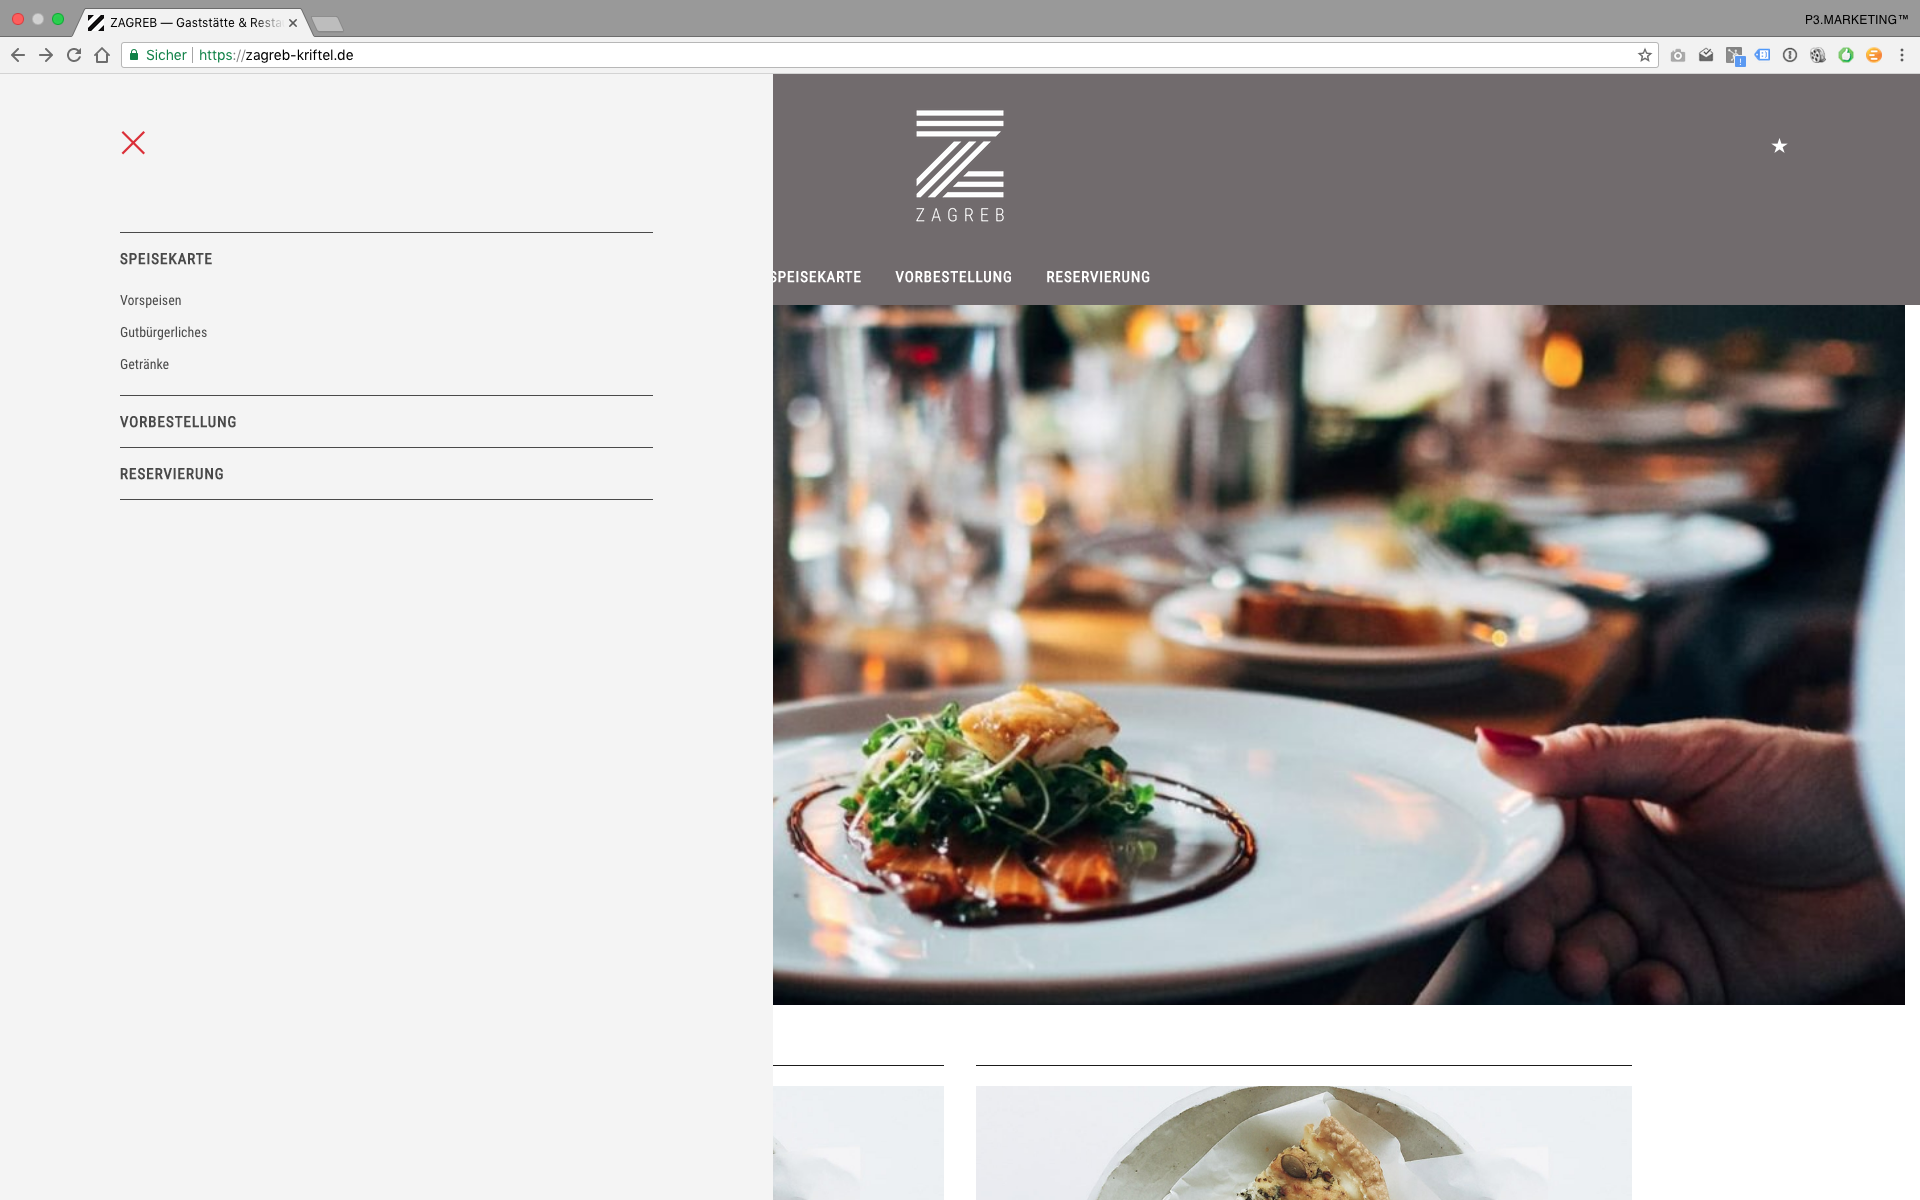 ZAGREB — Gaststätte & Resta
P3.MARKETING™
Sicher
https://zagreb-kriftel.de
ZAGREB
SPEISEKARTE VORBESTELLUNG RESERVIERUNG
SPEISEKARTE
Vorspeisen
Gutbürgerliches
Getränke
VORBESTELLUNG
RESERVIERUNG